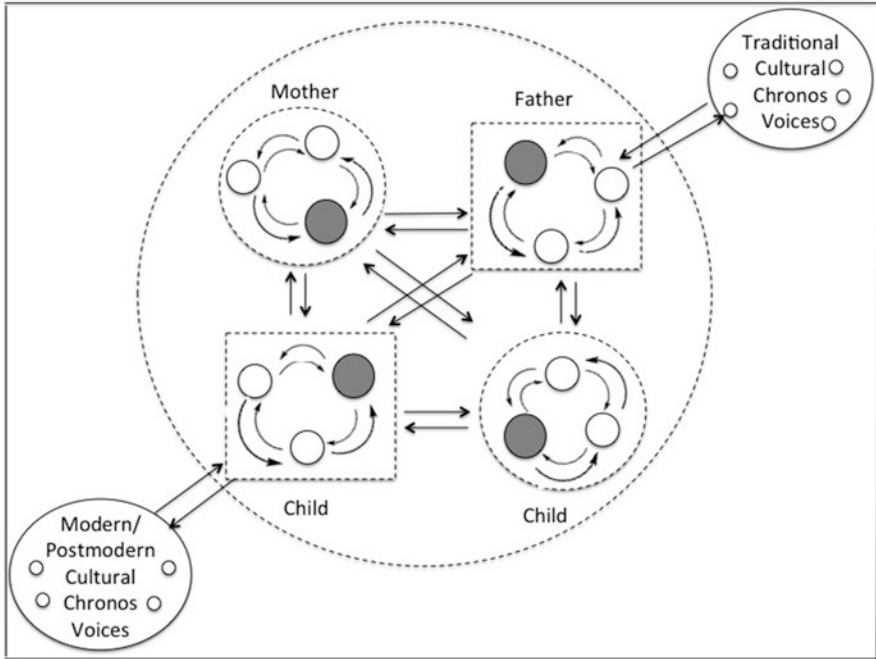 Traditional
Cultural
Chronos
Voices
Mother
Father
Child
Child
Modern/
Postmodern
Cultural
Chronos
Voices